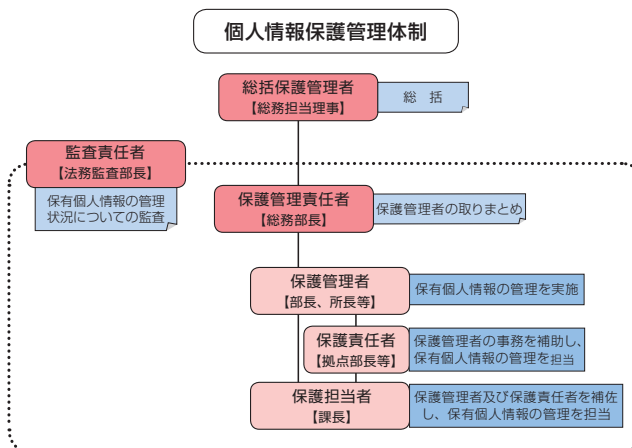 個人情報保護管理体制
総括保護管理者
【総務担当理事】
総 括
監査責任者
【法務監査部長】
保有個人情報の管理
状況についての監査
保護管理責任者
【総務部長】
保護管理者の取りまとめ
保護管理者
【部長、所長等】
保有個人情報の管理を実施
保護責任者
【拠点部長等】
保護管理者の事務を補助し、
保有個人情報の管理を担当
保護担当者
【課長】
保護管理者及び保護責任者を補佐
し、保有個人情報の管理を担当